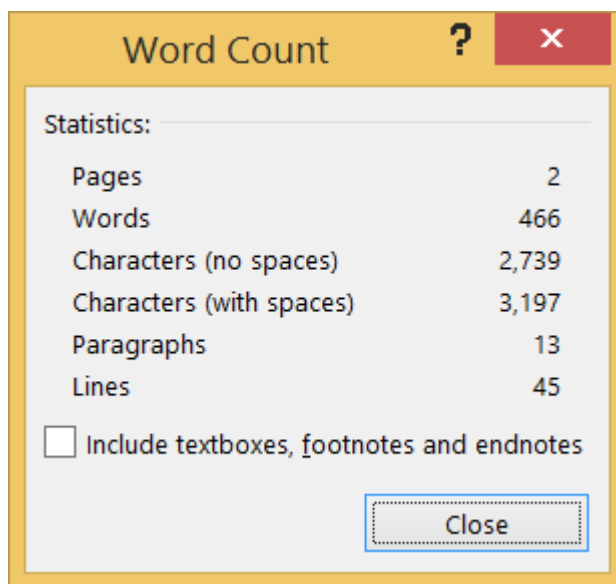 Word Count ?
Statistics:
Pages 2
Words 466
Characters (no spaces) 2,739
Characters (with spaces) 3,197
Paragraphs 13
Lines 45
Include textboxes, footnotes and endnotes
Close